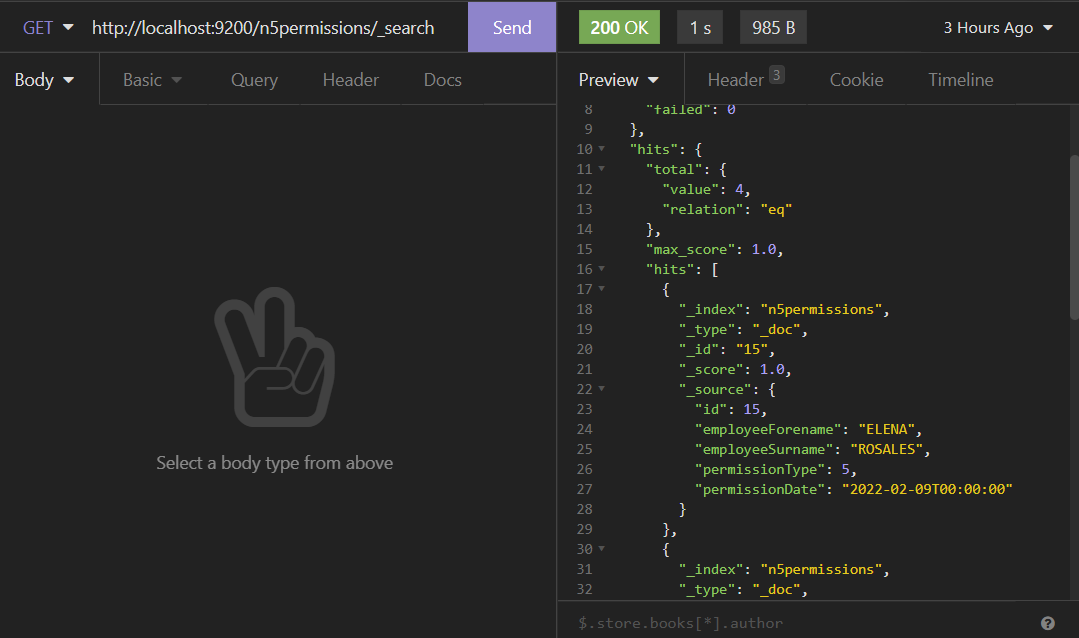 GET http://localhost:9200/n5permissions/_search Send 200 OK 1 s 985 B 3 Hours Ago
Body Basic Query Header Docs Preview Header 3 Cookie Timeline
Select a body type from above
8 "failed": 0
9 },
10 "hits": {
11 "total": {
12 "value": 4,
13 "relation": "eq"
14 },
15 "max_score": 1.0,
16 "hits": [
17 {
18 "_index": "n5permissions",
19 "_type": "_doc",
20 "_id": "15",
21 "_score": 1.0,
22 "_source": {
23 "id": 15,
24 "employeeForename": "ELENA",
25 "employeeSurname": "ROSALES",
26 "permissionType": 5,
27 "permissionDate": "2022-02-09T00:00:00"
28 }
29 },
30 {
31 "_index": "n5permissions",
32 "_type": "_doc",
$.store.books[*].author ?